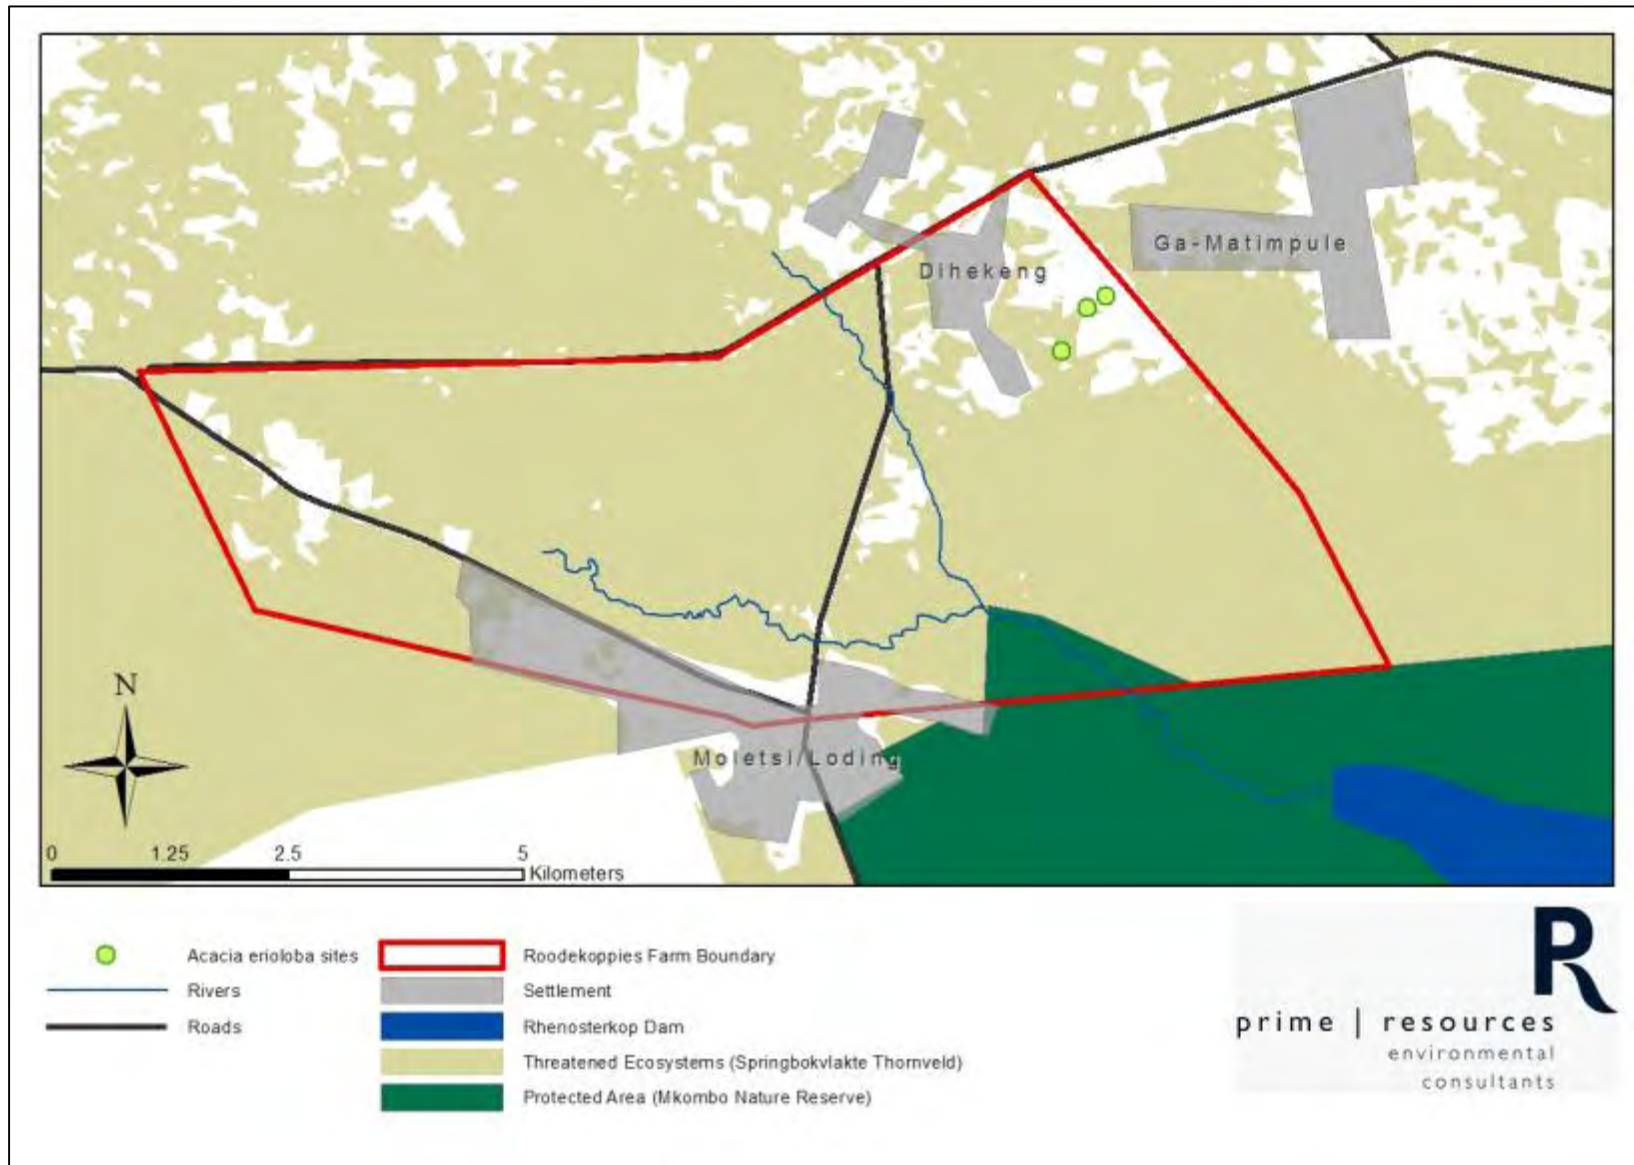 Ga-Matimpule
Dihekeng
Moletsi/Loding
N
0 1.25 2.5 5
Kilometers
Acacia erioloba sites
Rivers
Roads
Roodekoppies Farm Boundary
Settlement
Rhenosterkop Dam
Threatened Ecosystems (Springbokvlakte Thornveld)
Protected Area (Mkombo Nature Reserve)
R
prime | resources
environmental
consultants